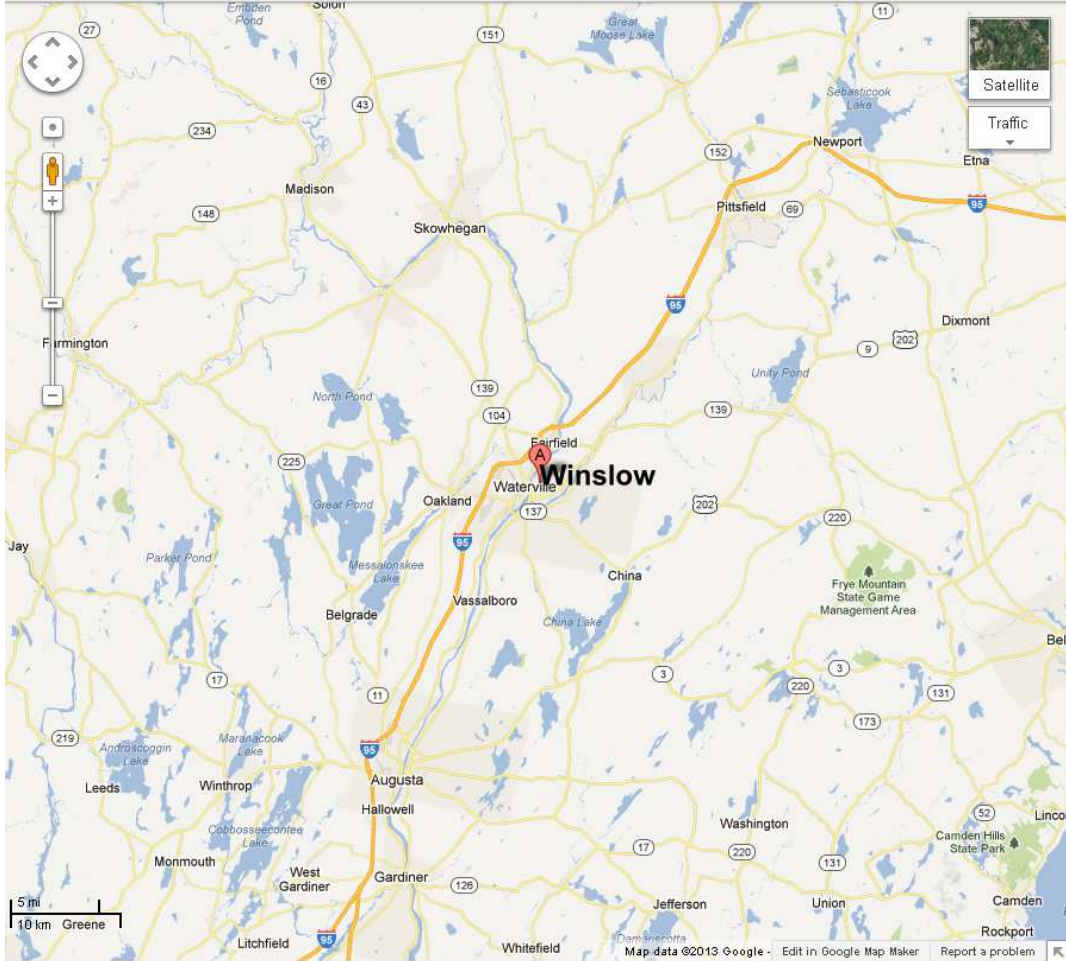 Embden
Pond
Solon
Great
Moose Lake
11
27
151
Satellite
16
43
Sebasticook
Lake
Traffic
234
Newport
152
Etna
Madison
Pittsfield
69
95
148
Skowhegan
95
Dixmont
Farmington
202
9
Unity Pond
139
North Pond
104
139
Fairfield
A
Winslow
225
Waterville
Oakland
Great Pond
137
202
220
Jay
95
Parker Pond
Messalonskee
Lake
China
Frye Mountain
State Game
Management Area
Vassalboro
Belgrade
China Lake
Bel
3
3
17
220
131
11
173
219
Maranacook
Lake
95
Androscoggin
Lake
Augusta
Leeds
Winthrop
Hallowell
52
Linco
Washington
Cobbosseecontee
Lake
Camden Hills
State Park
17
220
131
Monmouth
West
Gardiner
Gardiner
126
5 mi
Camden
Jefferson
Union
10 km
Greene
Rockport
95
Litchfield
Damariscotta
Whitefield
Map data ©2013 Google - Edit in Google Map Maker Report a problem